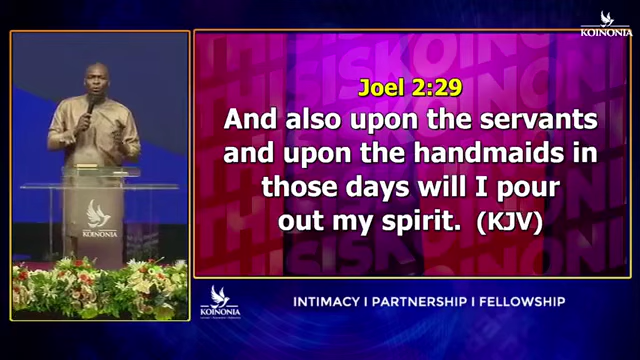 KOINONIA
Joel 2:29
And also upon the servants
and upon the handmaids in
those days will I pour
out my spirit. (KJV)
KOINONIA
KOINONIA
INTIMACY I PARTNERSHIP I FELLOWSHIP